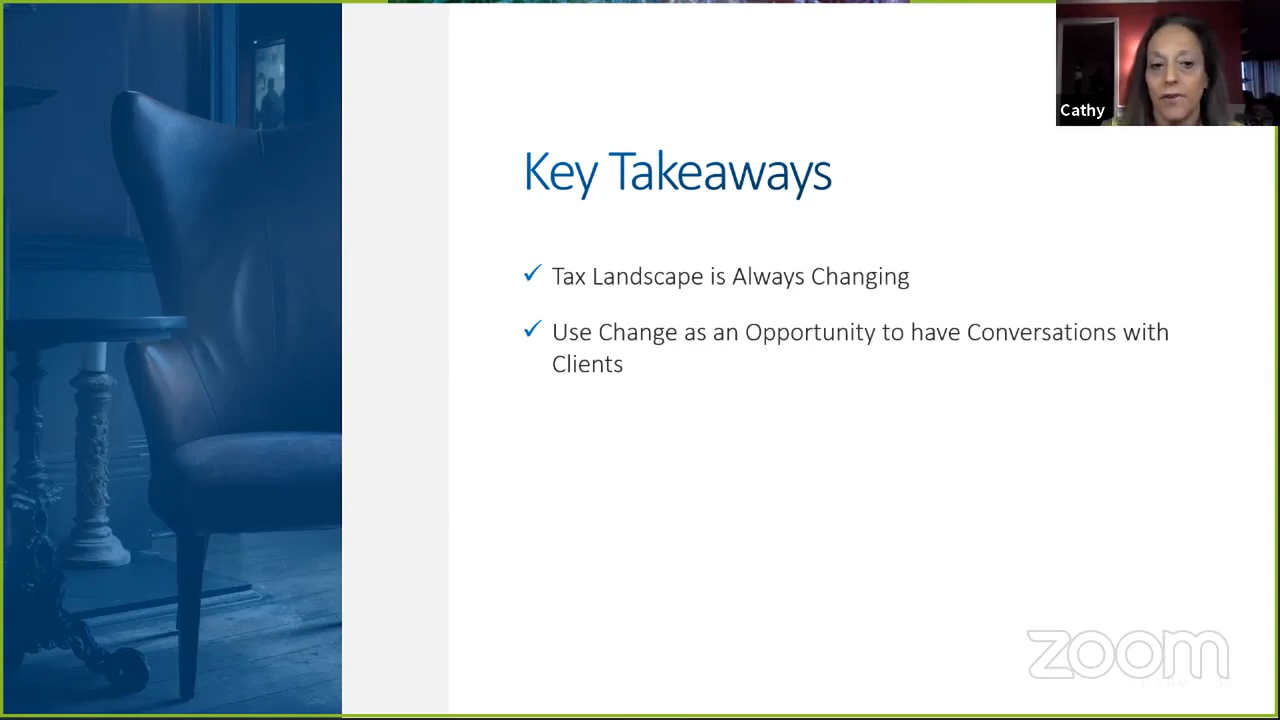 Cathy
Key Takeaways
✓ Tax Landscape is Always Changing
✓ Use Change as an Opportunity to have Conversations with
Clients
zoom